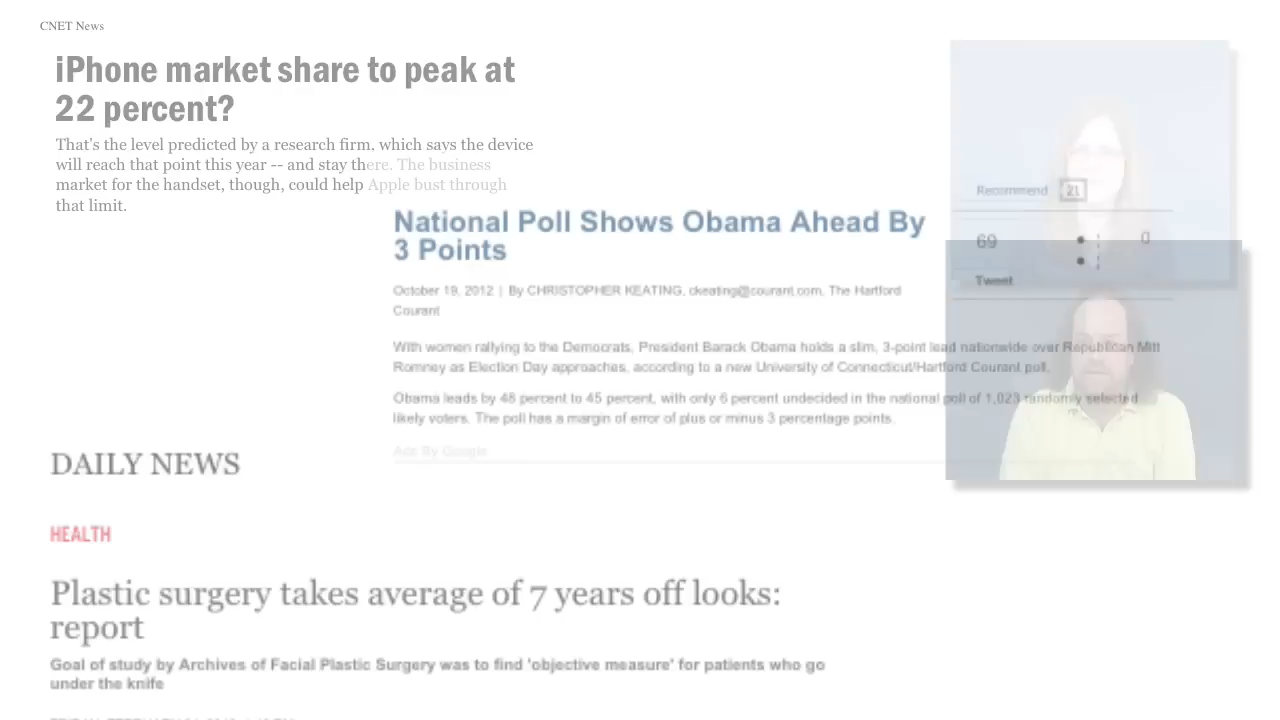 CNET News
iPhone market share to peak at
22 percent?
That's the level predicted by a research firm, which says the device
will reach that point this year -- and stay there. The business
market for the handset, though, could help Apple bust through
that limit.
Recommend 21
National Poll Shows Obama Ahead By
3 Points
69
0
Tweet
October 19, 2012 | By CHRISTOPHER KEATING, ckeating@courant.com, The Hartford
Courant
With women rallying to the Democrats, President Barack Obama holds a slim, 3-point lead nationwide over Republican Mitt
Romney as Election Day approaches, according to a new University of Connecticut/Hartford Courant poll.
Obama leads by 48 percent to 45 percent, with only 6 percent undecided in the national poll of 1,023 randomly selected
likely voters. The poll has a margin of error of plus or minus 3 percentage points.
Ads By Google
DAILY NEWS
HEALTH
Plastic surgery takes average of 7 years off looks:
report
Goal of study by Archives of Facial Plastic Surgery was to find 'objective measure' for patients who go
under the knife